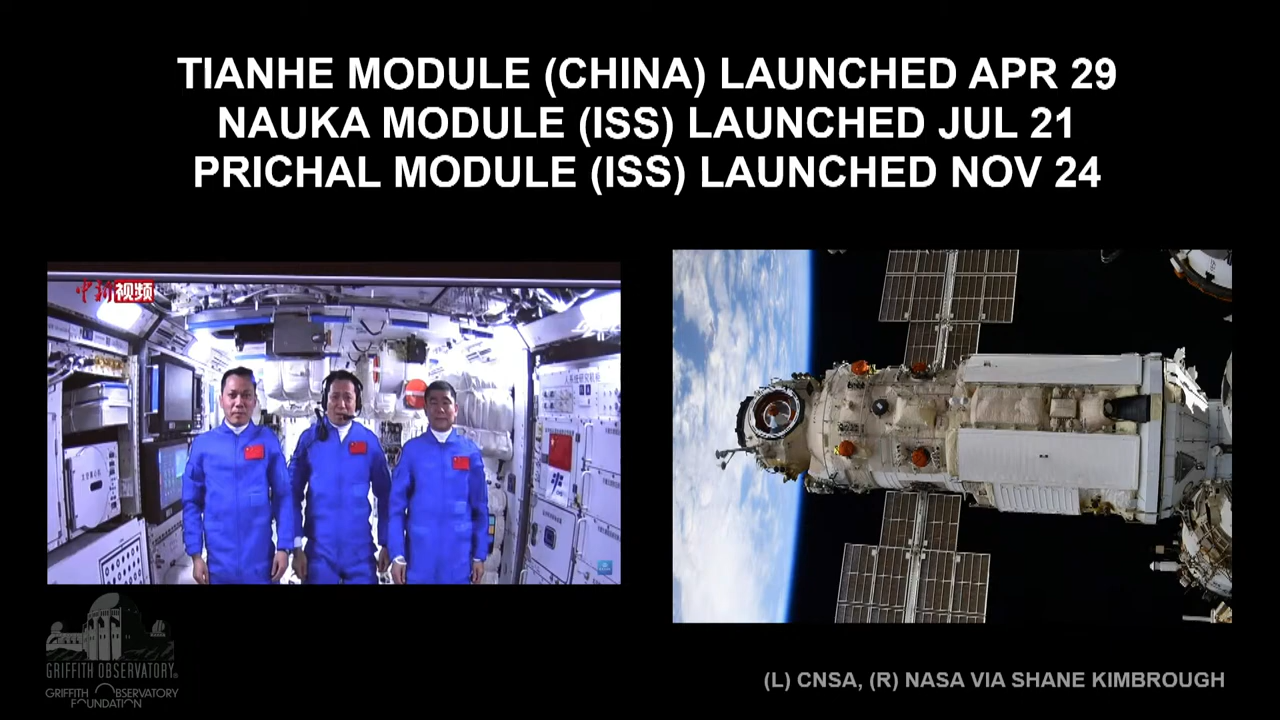 TIANHE MODULE (CHINA) LAUNCHED APR 29
NAUKA MODULE (ISS) LAUNCHED JUL 21
PRICHAL MODULE (ISS) LAUNCHED NOV 24
中新视频
GRIFFITH OBSERVATORY
GRIFFITH OBSERVATORY
FOUNDATION
(L) CNSA, (R) NASA VIA SHANE KIMBROUGH